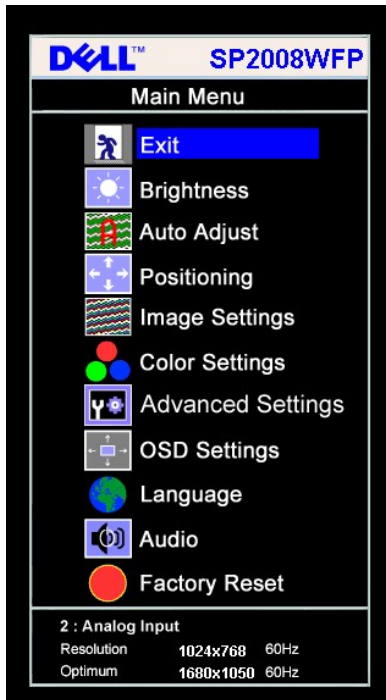 DELL™ SP2008WFP
Main Menu
Exit
Brightness
Auto Adjust
Positioning
Image Settings
Color Settings
Advanced Settings
OSD Settings
Language
Audio
Factory Reset
2 : Analog Input
Resolution 1024x768 60Hz
Optimum 1680x1050 60Hz